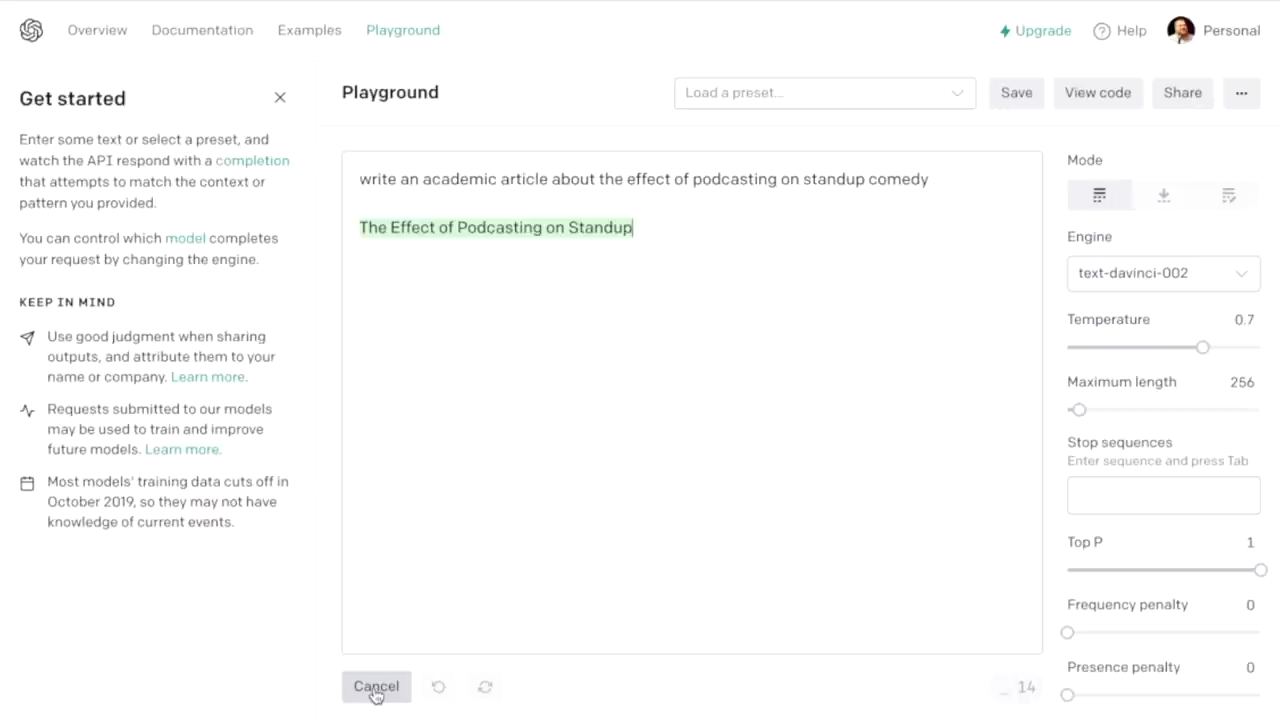 Overview Documentation Examples Playground Upgrade Help Personal
Get started
Enter some text or select a preset, and
watch the API respond with a completion
that attempts to match the context or
pattern you provided.
You can control which model completes
your request by changing the engine.
KEEP IN MIND
Use good judgment when sharing
outputs, and attribute them to your
name or company. Learn more.
Requests submitted to our models
may be used to train and improve
future models. Learn more.
Most models' training data cuts off in
October 2019, so they may not have
knowledge of current events.
Playground
Load a preset...
Save
View code
Share
...
write an academic article about the effect of podcasting on standup comedy
The Effect of Podcasting on Standup
Cancel
14
Mode
Engine
text-davinci-002
Temperature 0.7
Maximum length 256
Stop sequences
Enter sequence and press Tab
Top P 1
Frequency penalty 0
Presence penalty 0